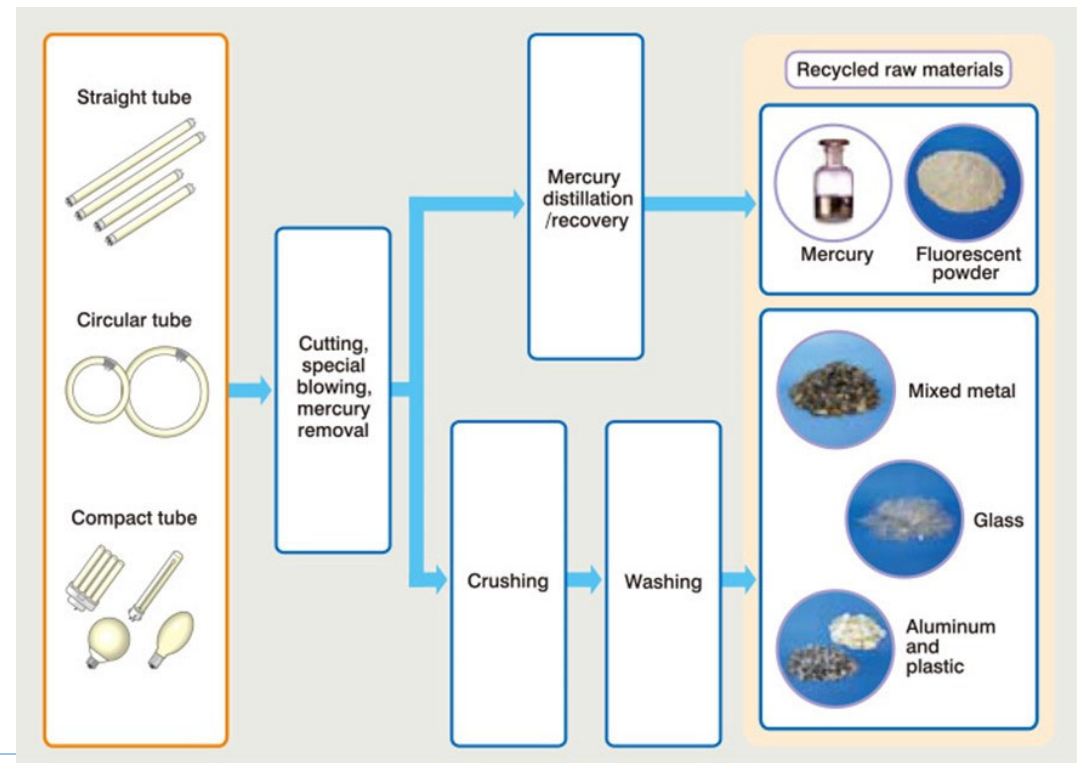 Straight tube
Circular tube
Compact tube
Cutting,
special
blowing,
mercury
removal
Mercury
distillation
/recovery
Crushing
Washing
Recycled raw materials
Mercury
Fluorescent
powder
Mixed metal
Glass
Aluminum
and
plastic